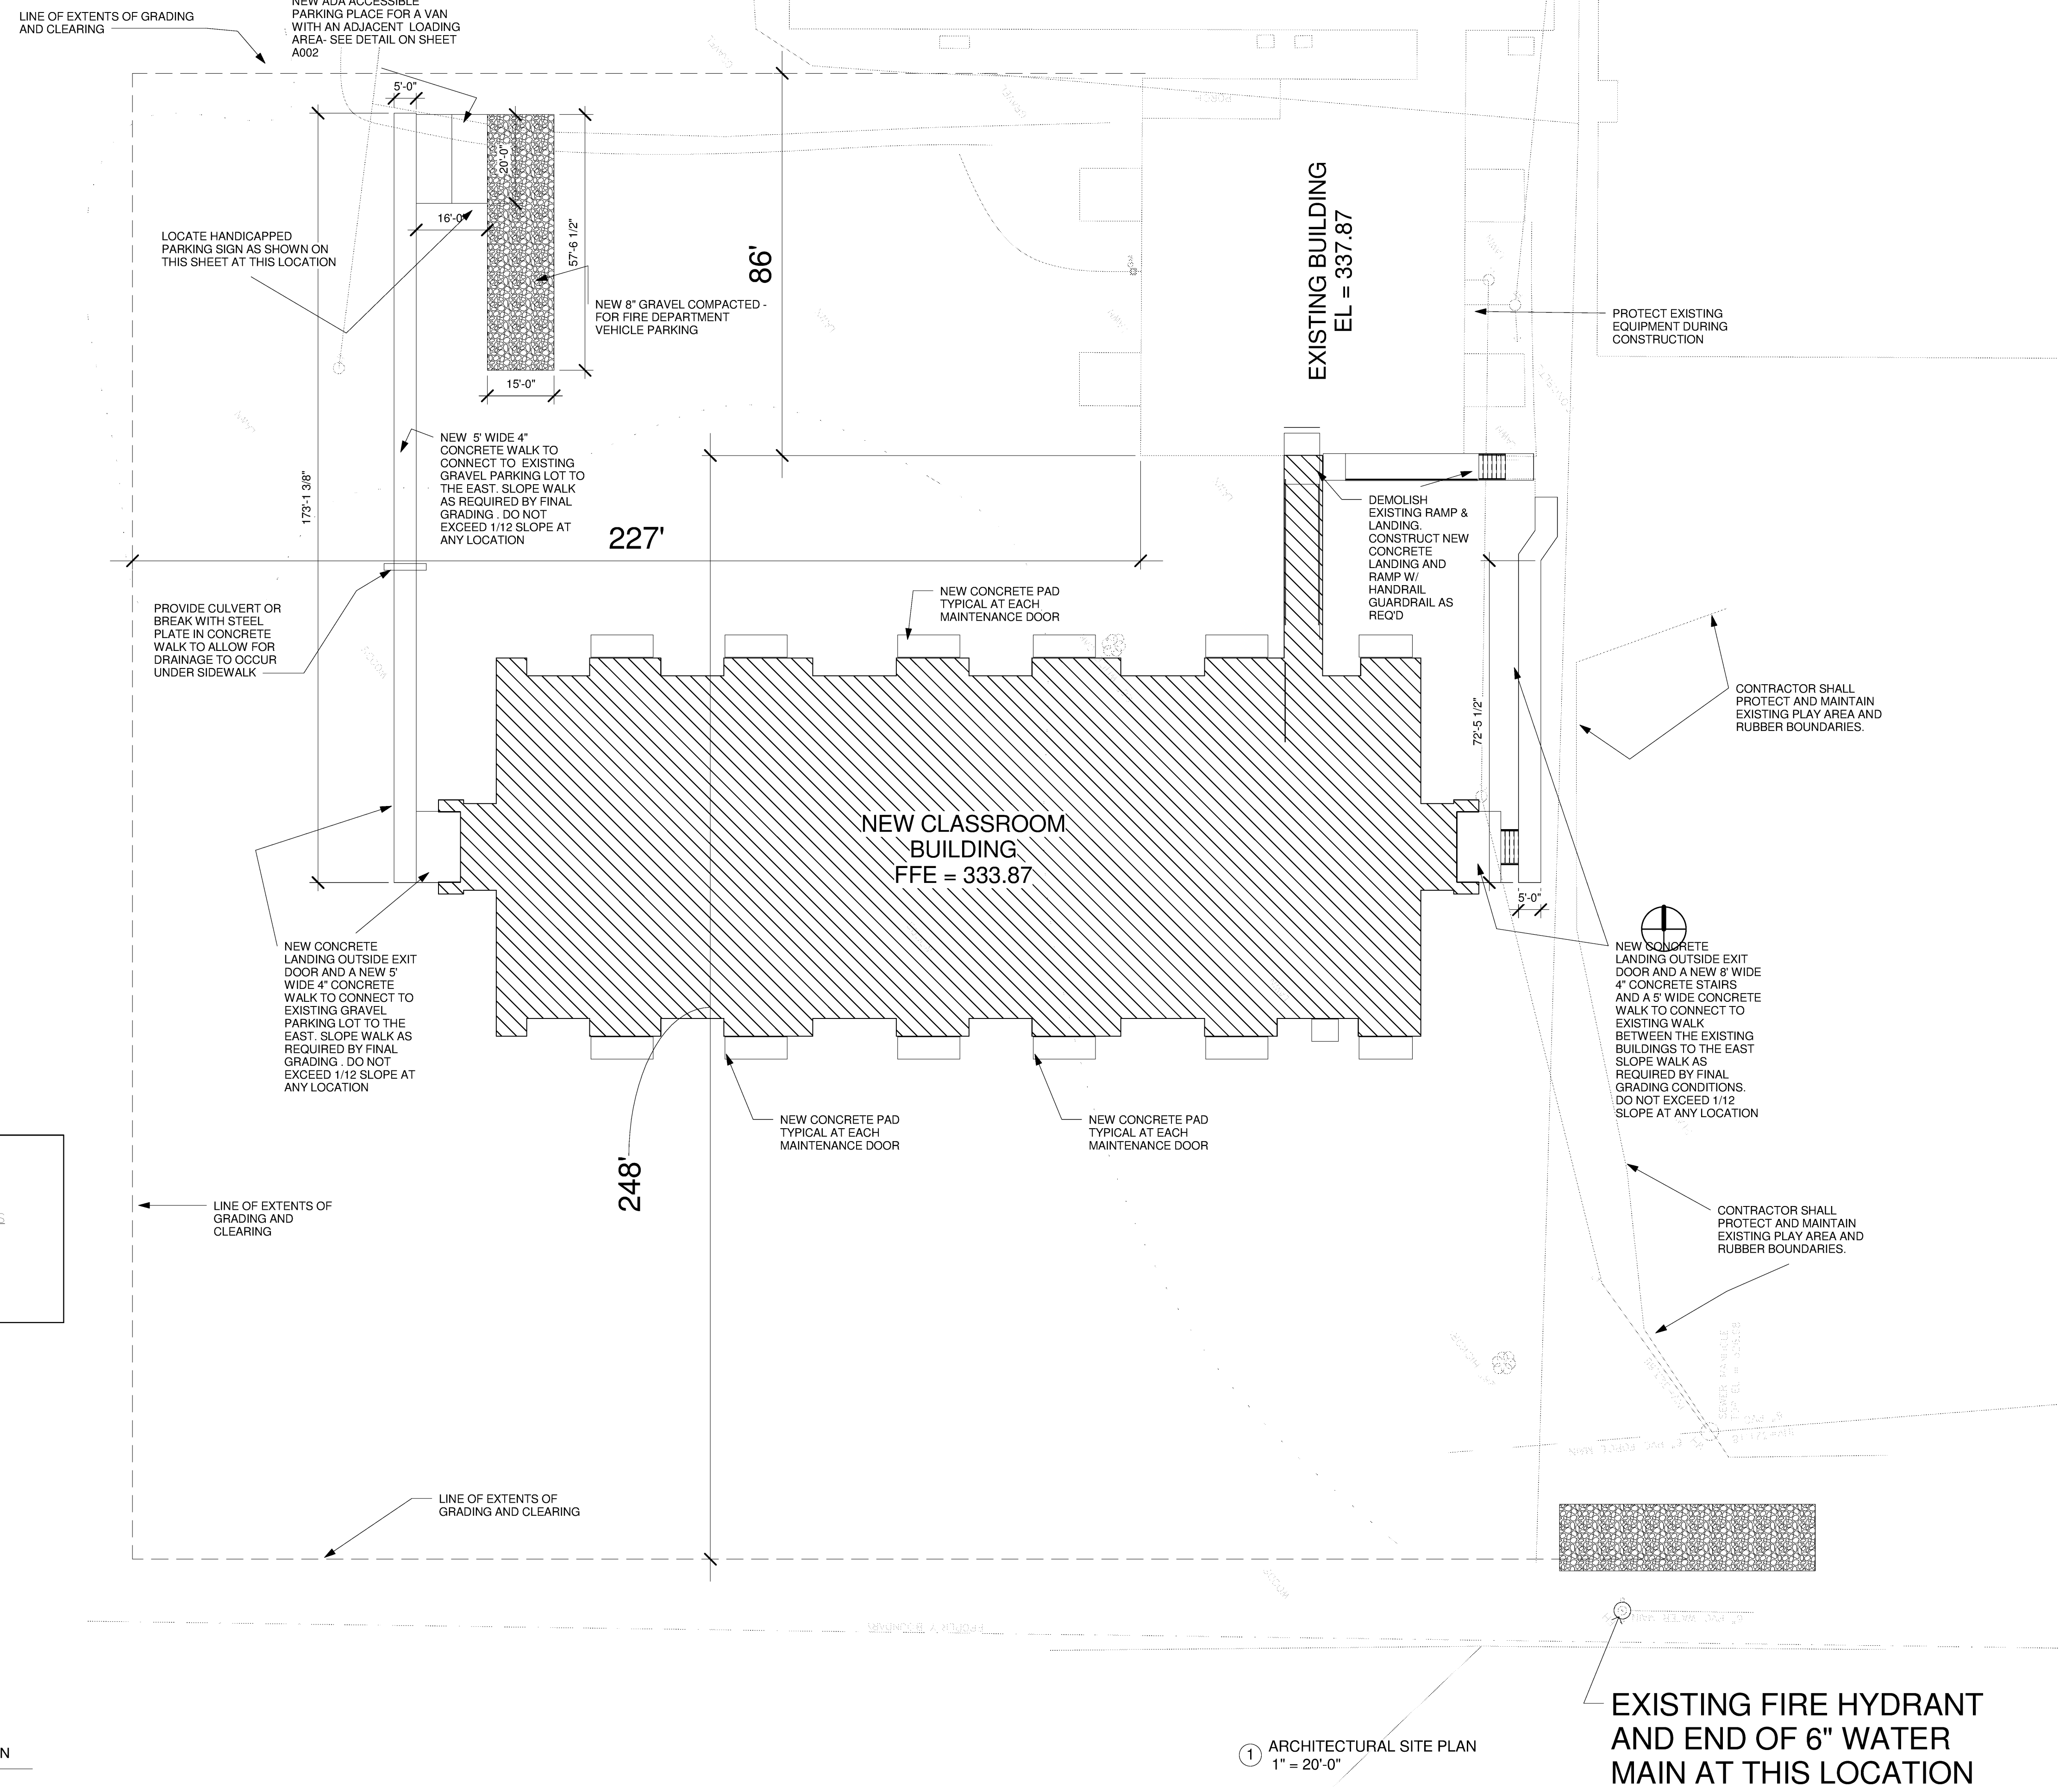 LINE OF EXTENTS OF GRADING
AND CLEARING
NEW ADA ACCESSIBLE
PARKING PLACE FOR A VAN
WITH AN ADJACENT LOADING
AREA- SEE DETAIL ON SHEET
A002
5'-0"
20'-0"
16'-0"
57'-6 1/2"
15'-0"
LOCATE HANDICAPPED
PARKING SIGN AS SHOWN ON
THIS SHEET AT THIS LOCATION
NEW 8" GRAVEL COMPACTED -
FOR FIRE DEPARTMENT
VEHICLE PARKING
86'
EXISTING BUILDING
EL = 337.87
PORCH
GRAVEL
GRAVEL
PROTECT EXISTING
EQUIPMENT DURING
CONSTRUCTION
173'-1 3/8"
NEW 5' WIDE 4"
CONCRETE WALK TO
CONNECT TO EXISTING
GRAVEL PARKING LOT TO
THE EAST. SLOPE WALK
AS REQUIRED BY FINAL
GRADING . DO NOT
EXCEED 1/12 SLOPE AT
ANY LOCATION
227'
DEMOLISH
EXISTING RAMP &
LANDING.
CONSTRUCT NEW
CONCRETE
LANDING AND
RAMP W/
HANDRAIL
GUARDRAIL AS
REQ'D
PROVIDE CULVERT OR
BREAK WITH STEEL
PLATE IN CONCRETE
WALK TO ALLOW FOR
DRAINAGE TO OCCUR
UNDER SIDEWALK
NEW CONCRETE PAD
TYPICAL AT EACH
MAINTENANCE DOOR
72'-5 1/2"
CONTRACTOR SHALL
PROTECT AND MAINTAIN
EXISTING PLAY AREA AND
RUBBER BOUNDARIES.
NEW CLASSROOM
BUILDING
FFE = 333.87
5'-0"
NEW CONCRETE
LANDING OUTSIDE EXIT
DOOR AND A NEW 5'
WIDE 4" CONCRETE
WALK TO CONNECT TO
EXISTING GRAVEL
PARKING LOT TO THE
EAST. SLOPE WALK AS
REQUIRED BY FINAL
GRADING . DO NOT
EXCEED 1/12 SLOPE AT
ANY LOCATION
NEW CONCRETE
LANDING OUTSIDE EXIT
DOOR AND A NEW 8' WIDE
4" CONCRETE STAIRS
AND A 5' WIDE CONCRETE
WALK TO CONNECT TO
EXISTING WALK
BETWEEN THE EXISTING
BUILDINGS TO THE EAST
SLOPE WALK AS
REQUIRED BY FINAL
GRADING CONDITIONS.
DO NOT EXCEED 1/12
SLOPE AT ANY LOCATION
NEW CONCRETE PAD
TYPICAL AT EACH
MAINTENANCE DOOR
NEW CONCRETE PAD
TYPICAL AT EACH
MAINTENANCE DOOR
248'
LINE OF EXTENTS OF
GRADING AND
CLEARING
CONTRACTOR SHALL
PROTECT AND MAINTAIN
EXISTING PLAY AREA AND
RUBBER BOUNDARIES.
SEWER MANHOLE
LINE OF EXTENTS OF
GRADING AND CLEARING
PROPERTY BOUNDARY
EXISTING FIRE HYDRANT
AND END OF 6" WATER
MAIN AT THIS LOCATION
1
ARCHITECTURAL SITE PLAN
1" = 20'-0"
N